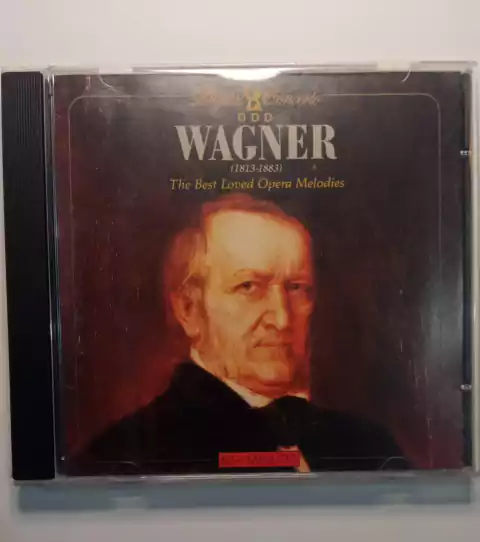 DDD
WAGNER
(1813-1883)
The Best Loved Opera Melodies